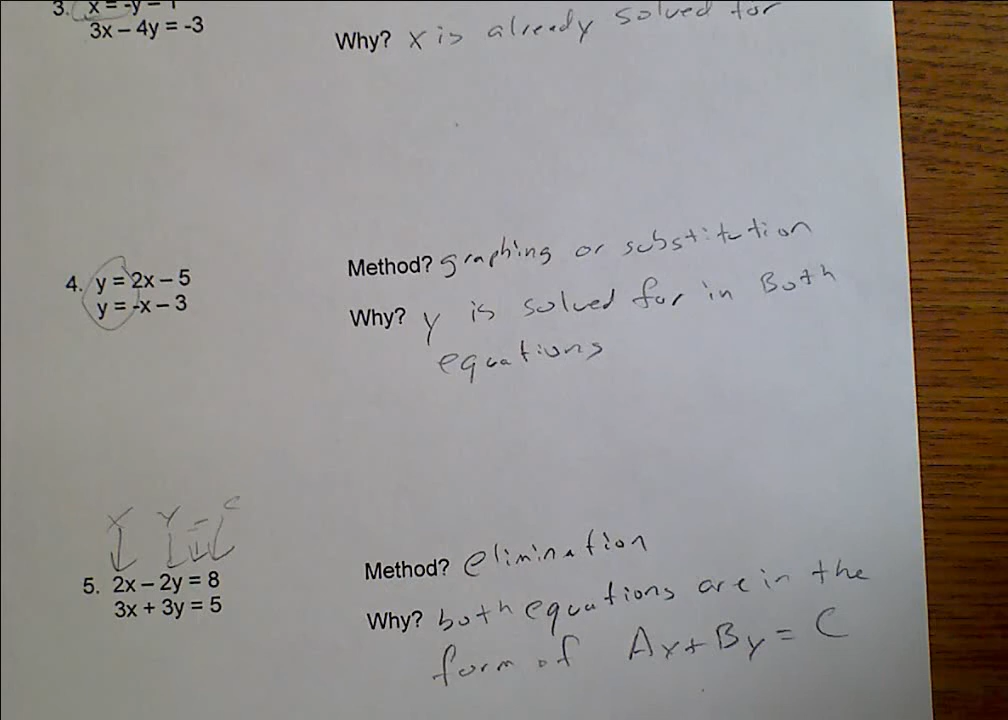 3. x = -y - 1
3x – 4y = -3
Why? x is already solved for
4. y = 2x – 5
y = -x – 3
Method? graphing or substitution
Why? y is solved for in Both
equations
x y = c
5. 2x – 2y = 8
3x + 3y = 5
Method? elimination
Why? both equations are in the
form of Ax + By = C